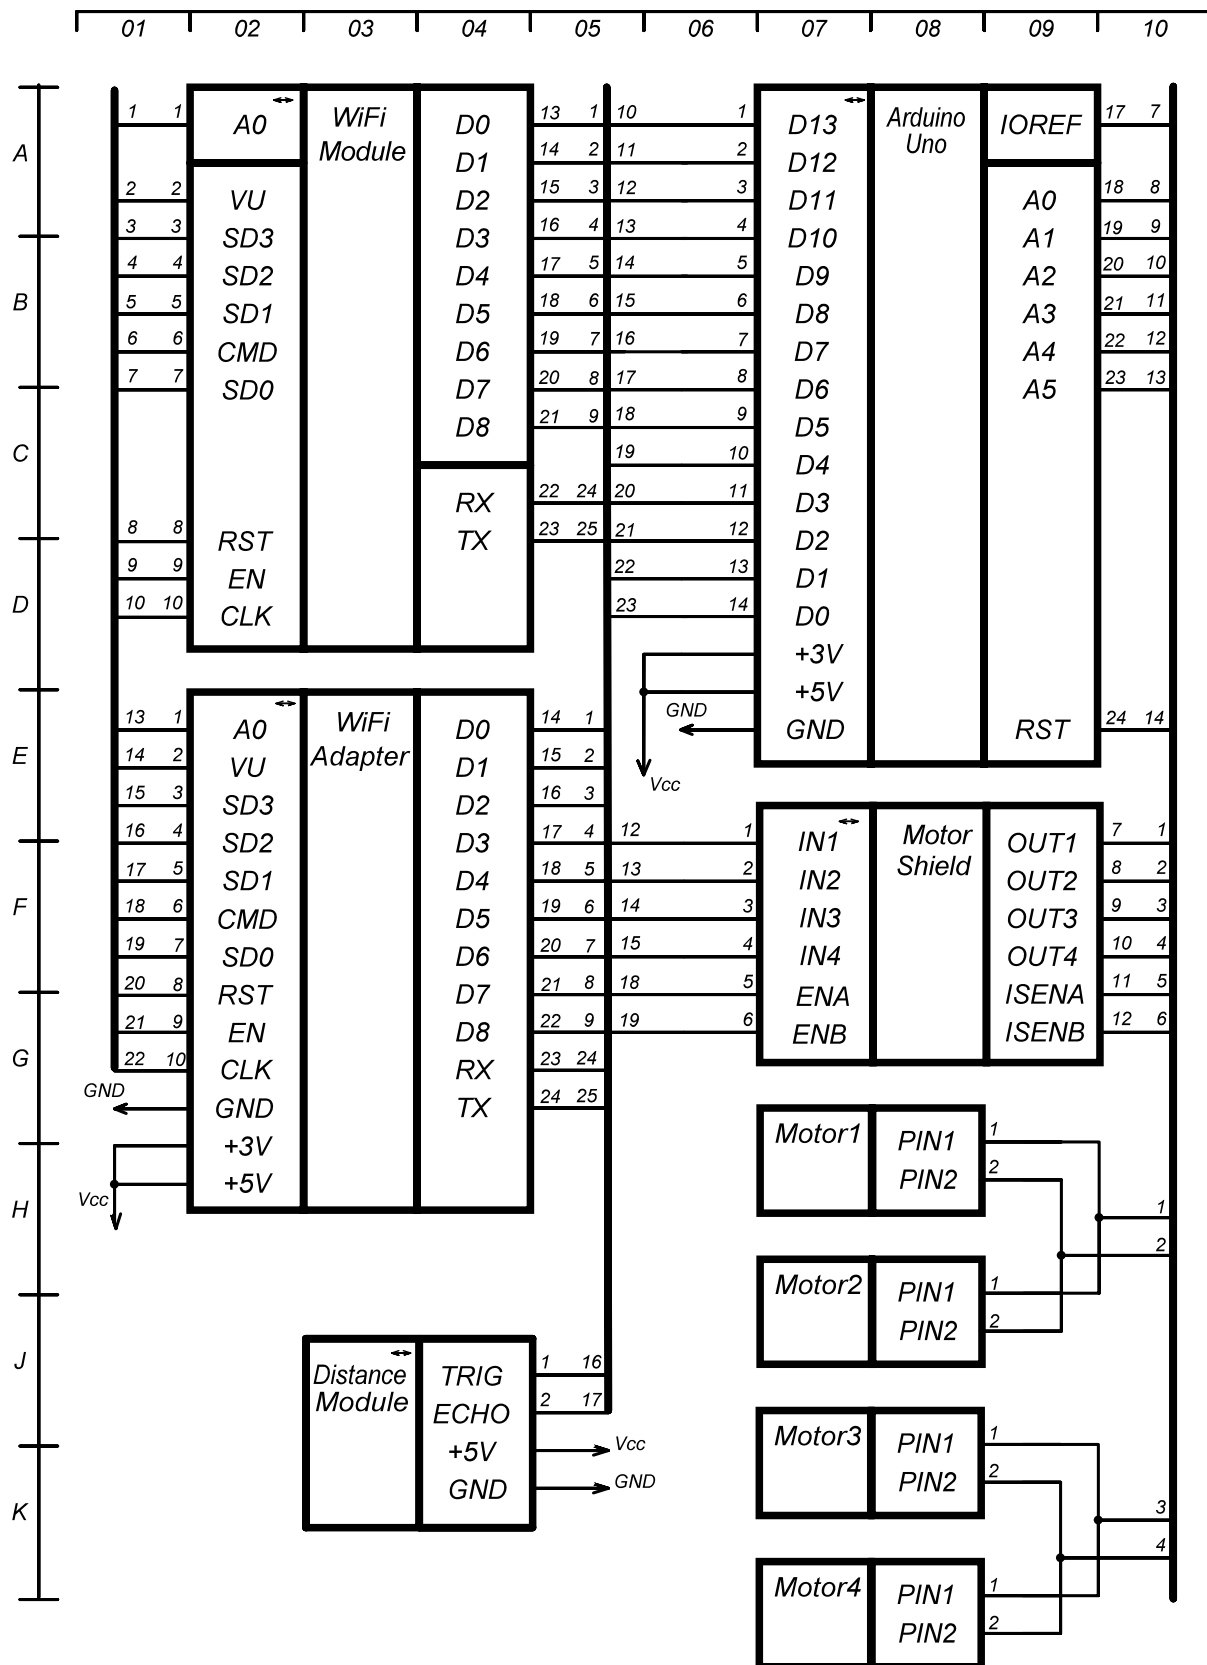 01 02 03 04 05 06 07 08 09 10
A
B
C
D
E
F
G
H
J
K
WiFi
Module
1 1 A0
2 2 VU
3 3 SD3
4 4 SD2
5 5 SD1
6 6 CMD
7 7 SD0
8 8 RST
9 9 EN
10 10 CLK
D0 13 1
D1 14 2
D2 15 3
D3 16 4
D4 17 5
D5 18 6
D6 19 7
D7 20 8
D8 21 9
RX 22 24
TX 23 25
WiFi
Adapter
13 1 A0
14 2 VU
15 3 SD3
16 4 SD2
17 5 SD1
18 6 CMD
19 7 SD0
20 8 RST
21 9 EN
22 10 CLK
GND GND
+3V
Vcc +5V
D0 14 1
D1 15 2
D2 16 3
D3 17 4
D4 18 5
D5 19 6
D6 20 7
D7 21 8
D8 22 9
RX 23 24
TX 24 25
Distance
Module
TRIG 1 16
ECHO 2 17
+5V Vcc
GND GND
Arduino
Uno
10 1 D13
11 2 D12
12 3 D11
13 4 D10
14 5 D9
15 6 D8
16 7 D7
17 8 D6
18 9 D5
19 10 D4
20 11 D3
21 12 D2
22 13 D1
23 14 D0
+3V
+5V
GND GND
Vcc
IOREF 17 7
A0 18 8
A1 19 9
A2 20 10
A3 21 11
A4 22 12
A5 23 13
RST 24 14
Motor
Shield
12 1 IN1
13 2 IN2
14 3 IN3
15 4 IN4
18 5 ENA
19 6 ENB
OUT1 7 1
OUT2 8 2
OUT3 9 3
OUT4 10 4
ISENA 11 5
ISENB 12 6
Motor1 PIN1 1
PIN2 2
1
2
Motor2 PIN1 1
PIN2 2
Motor3 PIN1 1
PIN2 2
3
4
Motor4 PIN1 1
PIN2 2